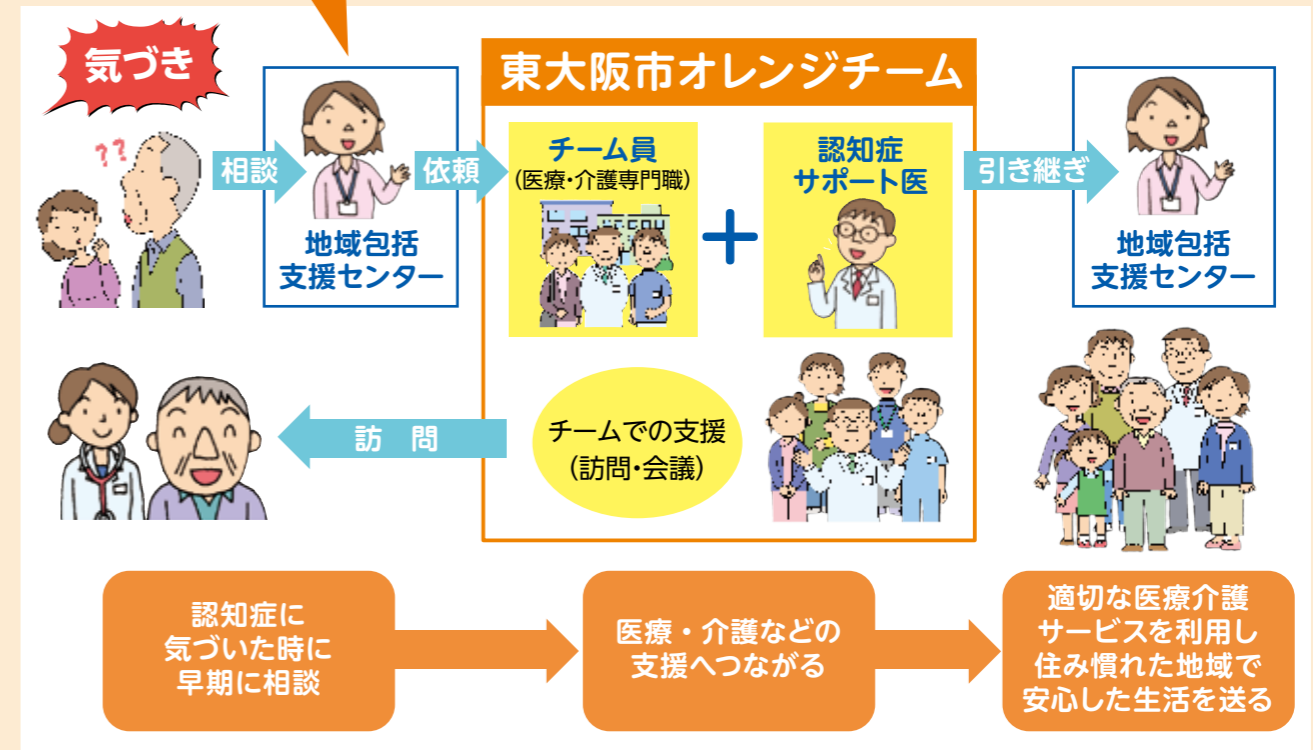 気づき
??
相談
地域包括
支援センター
依頼
東大阪市オレンジチーム
チーム員
(医療・介護専門職)
+
認知症
サポート医
引き継ぎ
地域包括
支援センター
訪 問
チームでの支援
(訪問・会議)
認知症に
気づいた時に
早期に相談
医療・介護などの
支援へつながる
適切な医療介護
サービスを利用し
住み慣れた地域で
安心した生活を送る